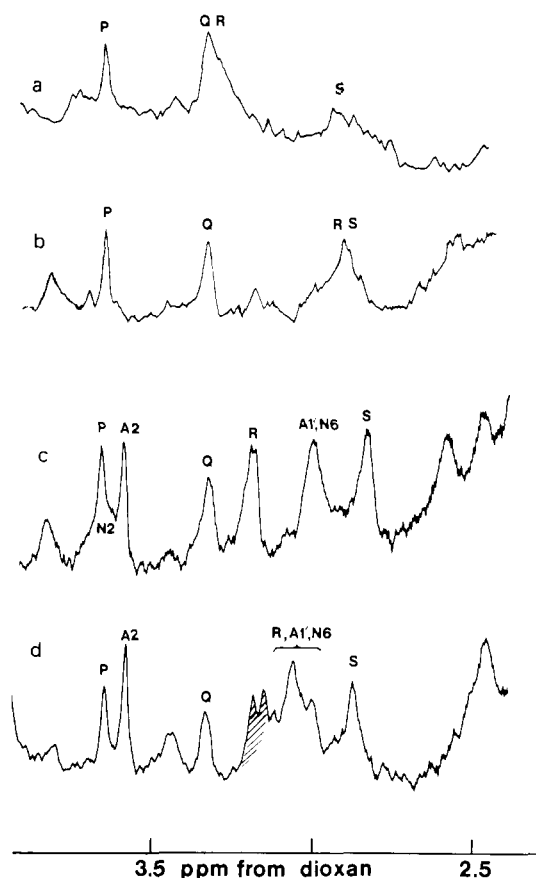 P
Q R
S
a
P
Q
R S
b
P
A2
Q
R
A1',N6
S
c
N2
P
A2
Q
R, A1',N6
S
d
3.5 ppm from dioxan 2.5